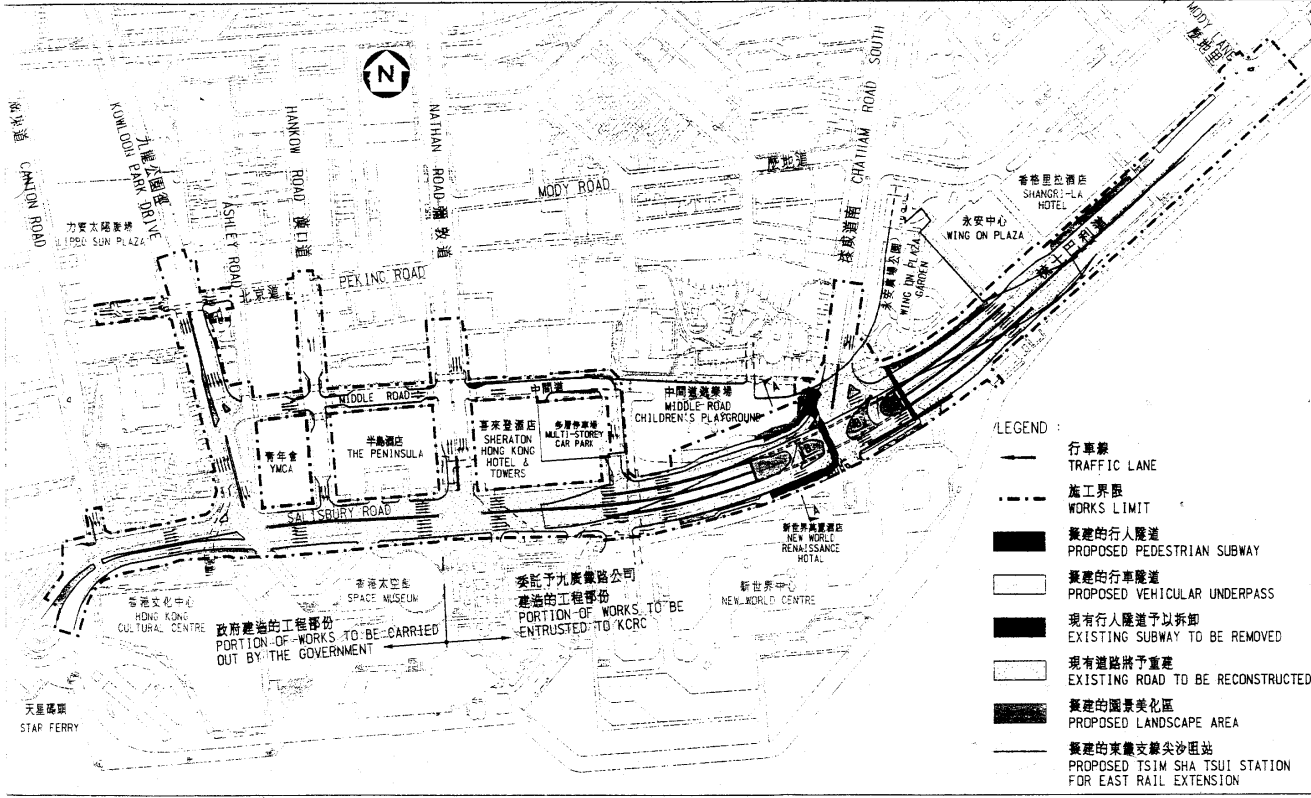 MODY LANE
麼地里
N
CANTON ROAD
九龍公園徑
KOWLOON PARK DRIVE
ASHLEY ROAD
HANKOW ROAD 漢口道
NATHAN ROAD 彌敦道
MODY ROAD
麼地道
CHATHAM ROAD SOUTH
漆咸道南
力寶太陽廣場
LIPPO SUN PLAZA
北京道
PEKING ROAD
香格里拉酒店
SHANGRI-LA
HOTEL
永安中心
WING ON PLAZA
永安廣場公園
WING ON PLAZA
GARDEN
梳士巴利道
MIDDLE ROAD
中間道
中間道遊樂場
MIDDLE ROAD
CHILDREN'S PLAYGROUND
A
青年會
YMCA
半島酒店
THE PENINSULA
喜來登酒店
SHERATON
HONG KONG
HOTEL &
TOWERS
多層停車場
MULTI-STOREY
CAR PARK
SALISBURY ROAD
A
新世界萬麗酒店
NEW WORLD
RENAISSANCE
HOTAL
香港文化中心
HONG KONG
CULTURAL CENTRE
香港太空館
SPACE MUSEUM
新世界中心
NEW WORLD CENTRE
政府建造的工程部份
PORTION OF WORKS TO BE CARRIED
OUT BY THE GOVERNMENT
委託予九廣鐵路公司
建造的工程部份
PORTION OF WORKS TO BE
ENTRUSTED TO KCRC
天星碼頭
STAR FERRY
LEGEND :
行車線
TRAFFIC LANE
施工界限
WORKS LIMIT
擬建的行人隧道
PROPOSED PEDESTRIAN SUBWAY
擬建的行車隧道
PROPOSED VEHICULAR UNDERPASS
現有行人隧道予以拆卸
EXISTING SUBWAY TO BE REMOVED
現有道路將予重建
EXISTING ROAD TO BE RECONSTRUCTED
擬建的園景美化區
PROPOSED LANDSCAPE AREA
擬建的東鐵支線尖沙咀站
PROPOSED TSIM SHA TSUI STATION
FOR EAST RAIL EXTENSION